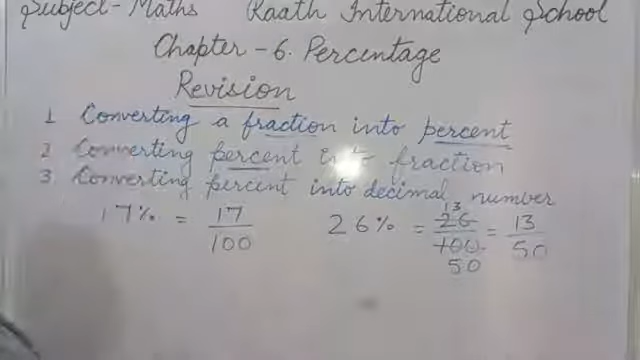 Subject- Maths Raath International School
Chapter - 6. Percentage
Revision
1 Converting a fraction into percent
2 Converting percent into fraction
3 Converting percent into decimal number
17% = 17/100 26% = 26/100 = 13/50
13
50